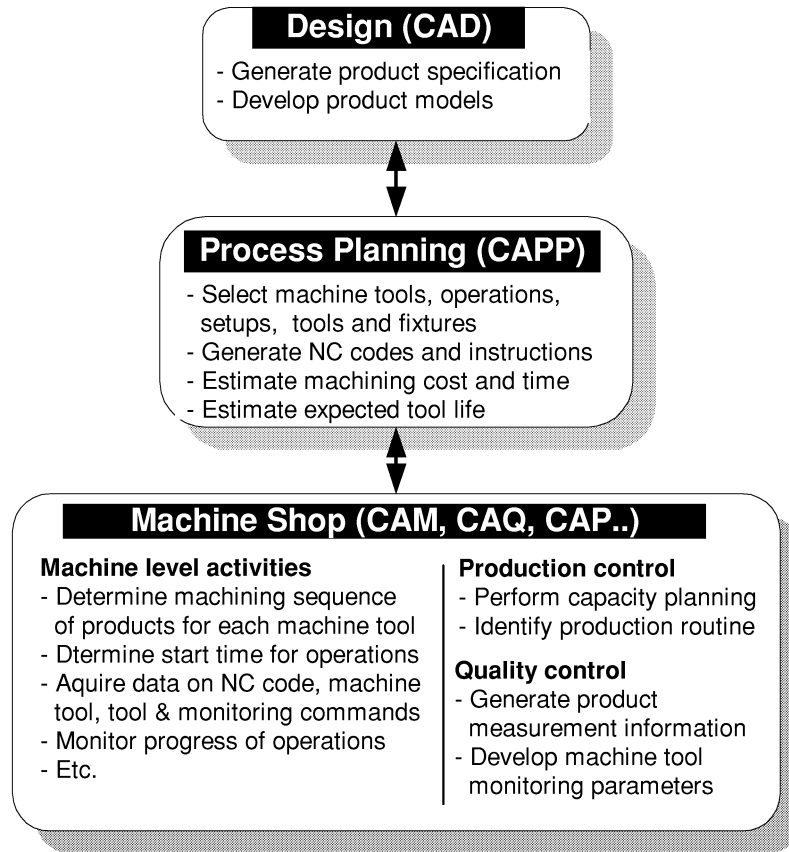 Design (CAD)
- Generate product specification
- Develop product models
Process Planning (CAPP)
- Select machine tools, operations,
setups, tools and fixtures
- Generate NC codes and instructions
- Estimate machining cost and time
- Estimate expected tool life
Machine Shop (CAM, CAQ, CAP..)
Machine level activities
- Determine machining sequence
of products for each machine tool
- Dtermine start time for operations
- Aquire data on NC code, machine
tool, tool & monitoring commands
- Monitor progress of operations
- Etc.
Production control
- Perform capacity planning
- Identify production routine
Quality control
- Generate product
measurement information
- Develop machine tool
monitoring parameters